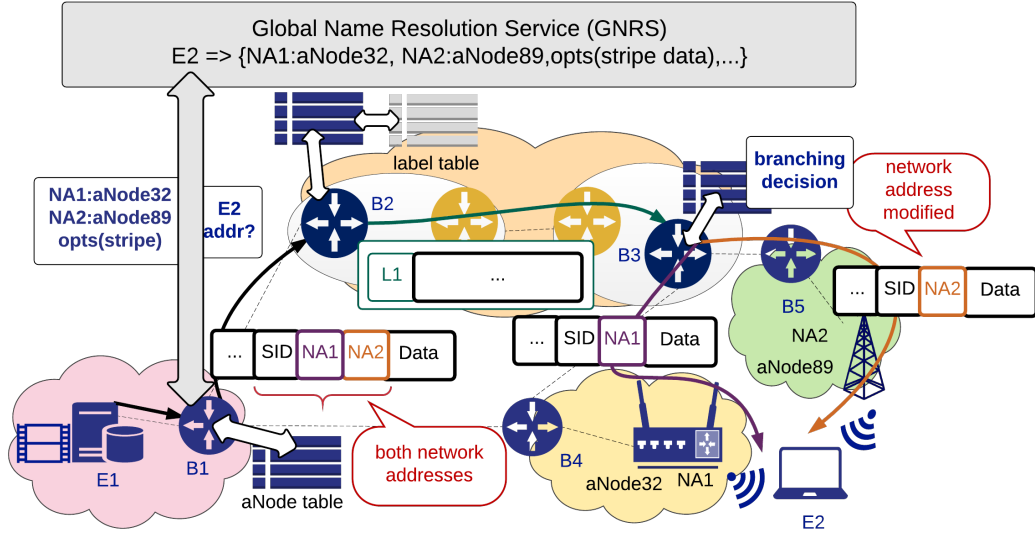 Global Name Resolution Service (GNRS)
E2 => {NA1:aNode32, NA2:aNode89,opts(stripe data),...}
label table
branching
decision
network
address
modified
NA1:aNode32
NA2:aNode89
opts(stripe)
E2
addr?
B2
B3
B5
L1
...
... SID NA2 Data
NA2
aNode89
... SID NA1 NA2 Data
... SID NA1 Data
both network
addresses
B1
E1
aNode table
B4
aNode32
NA1
E2